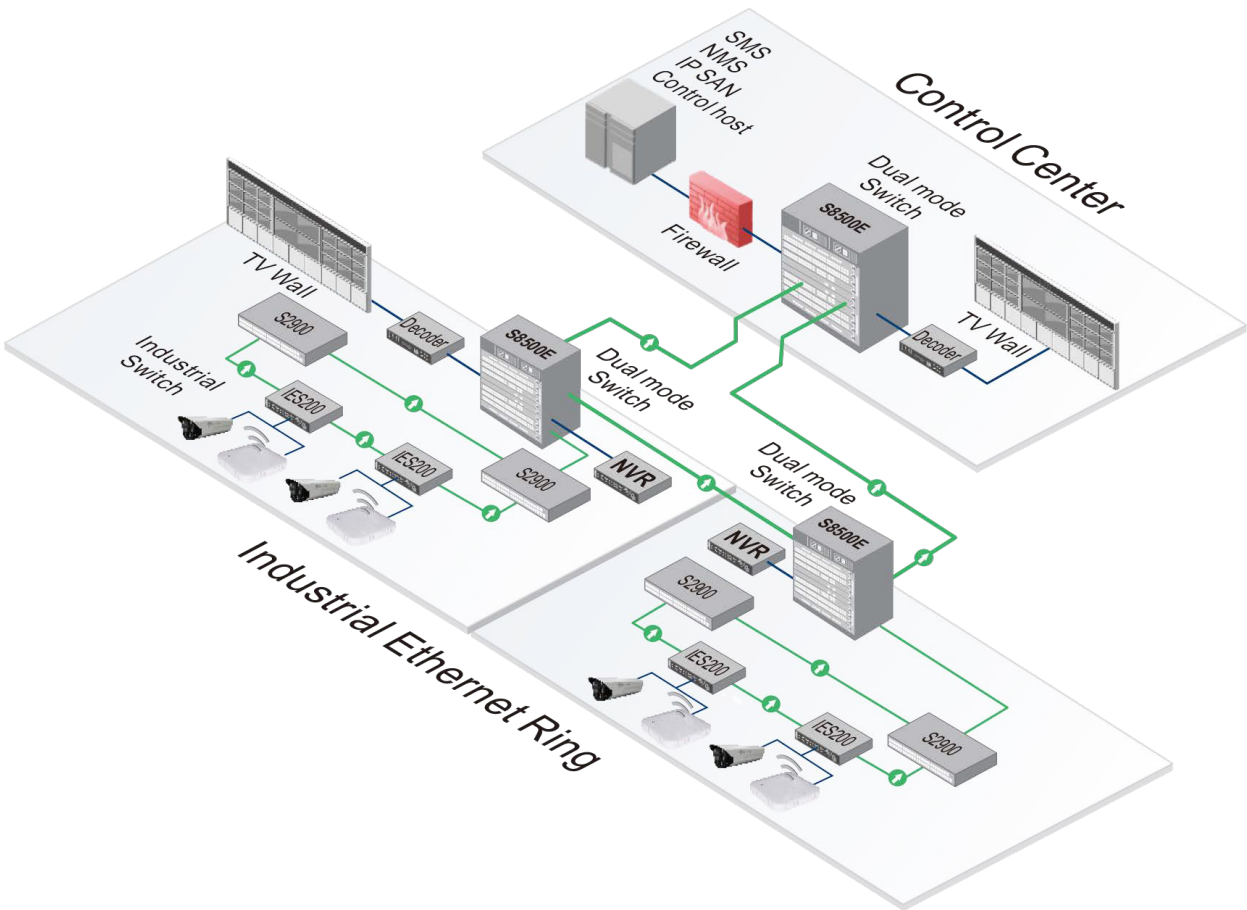 SMS
NMS
IP SAN
Control host
Control Center
Dual mode
Switch
S8500E
Firewall
TV Wall
Decoder
TV Wall
S2900
Decoder
S8500E
Dual mode
Switch
Industrial
Switch
IES200
IES200
S2900
NVR
Dual mode
Switch
S8500E
NVR
S2900
IES200
IES200
S2900
Industrial Ethernet Ring